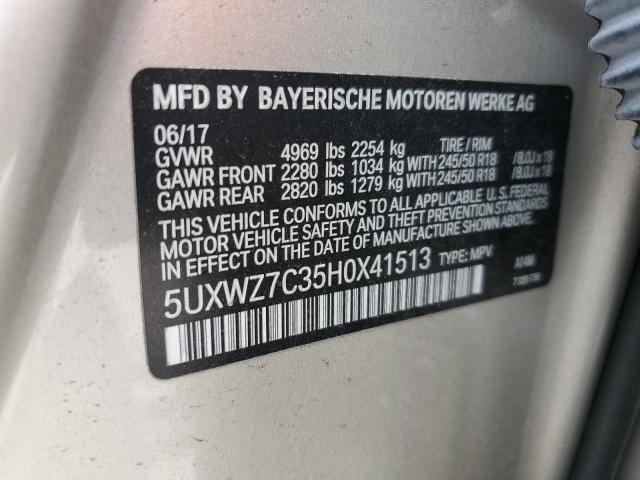 MFD BY BAYERISCHE MOTOREN WERKE AG
06/17 TIRE / RIM
GVWR 4969 lbs 2254 kg
GAWR FRONT 2280 lbs 1034 kg WITH 245/50 R18 /8.0J x 18
GAWR REAR 2820 lbs 1279 kg WITH 245/50 R18 /8.0J x 18
THIS VEHICLE CONFORMS TO ALL APPLICABLE U.S. FEDERAL
MOTOR VEHICLE SAFETY AND THEFT PREVENTION STANDARDS
IN EFFECT ON THE DATE OF MANUFACTURE SHOWN ABOVE.
5UXWZ7C35H0X41513 TYPE: MPV